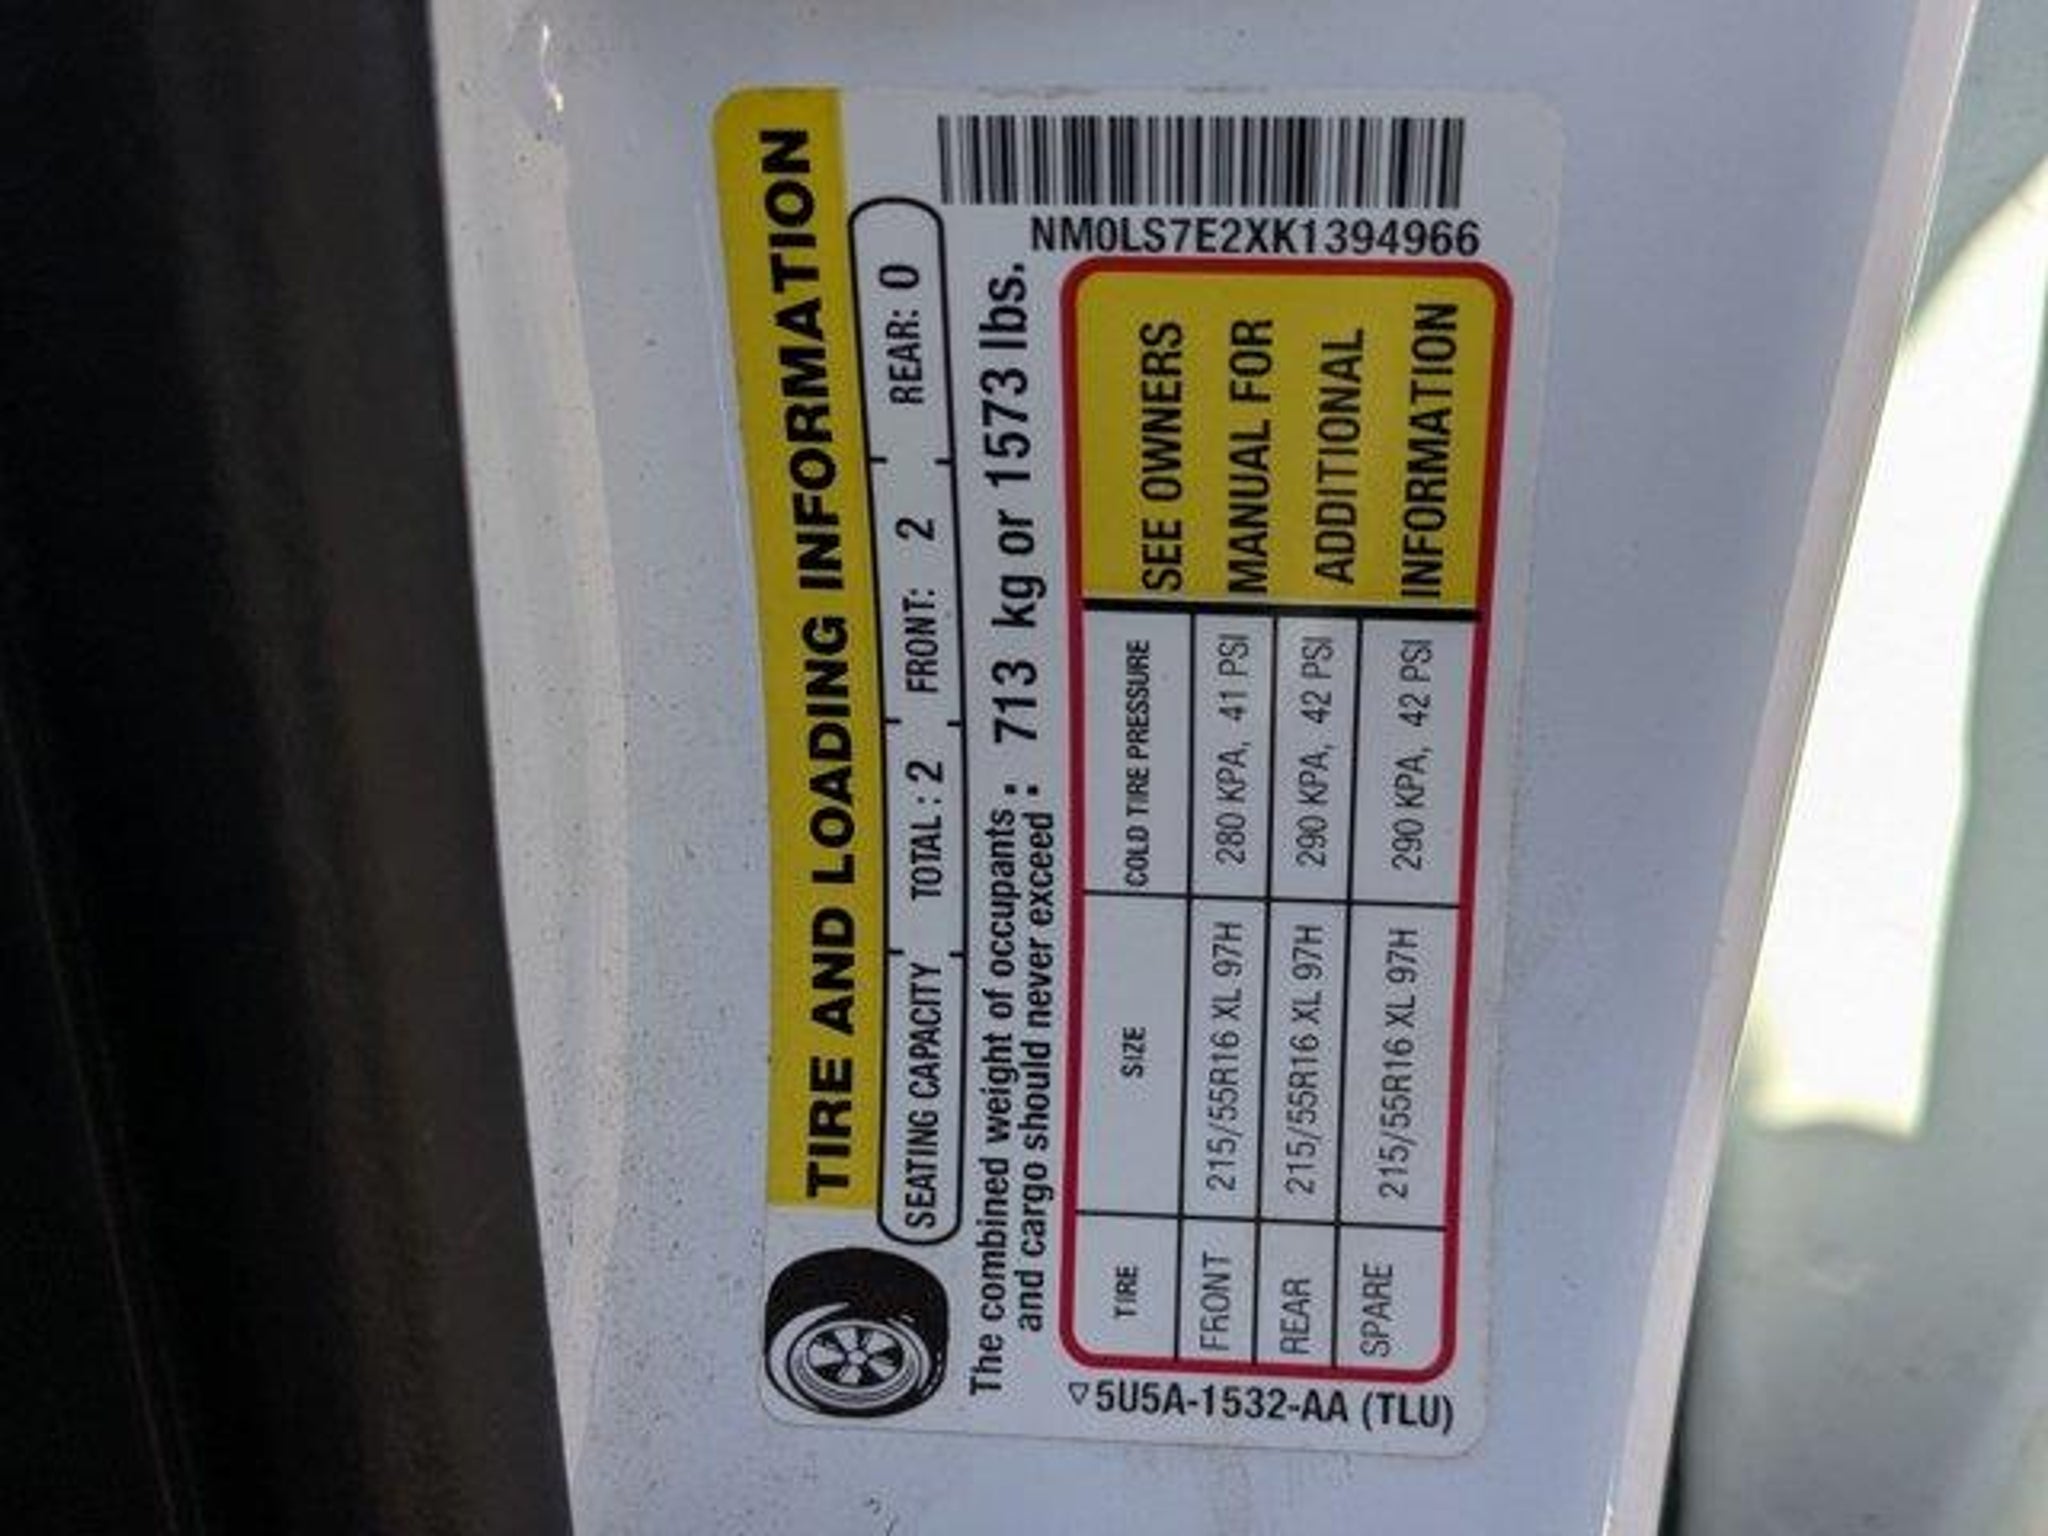 TIRE AND LOADING INFORMATION
SEATING CAPACITY TOTAL : 2 FRONT: 2 REAR: 0
The combined weight of occupants : 713 kg or 1573 lbs.
and cargo should never exceed :
NM0LS7E2XK1394966
TIRE SIZE COLD TIRE PRESSURE
FRONT 215/55R16 XL 97H 280 KPA, 41 PSI
REAR 215/55R16 XL 97H 290 KPA, 42 PSI
SPARE 215/55R16 XL 97H 290 KPA, 42 PSI
SEE OWNERS
MANUAL FOR
ADDITIONAL
INFORMATION
5U5A-1532-AA (TLU)